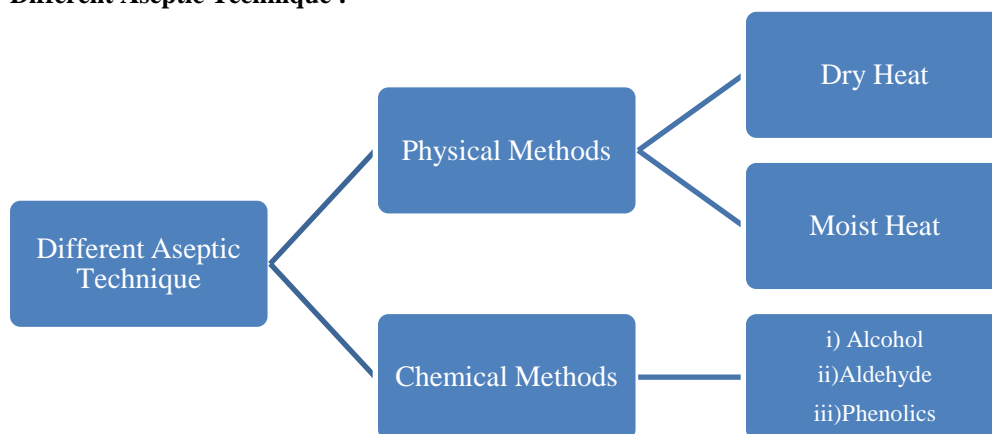 Different Aseptic Technique :
Dry Heat
Physical Methods
Moist Heat
Different Aseptic
Technique
Chemical Methods
i) Alcohol
ii)Aldehyde
iii)Phenolics